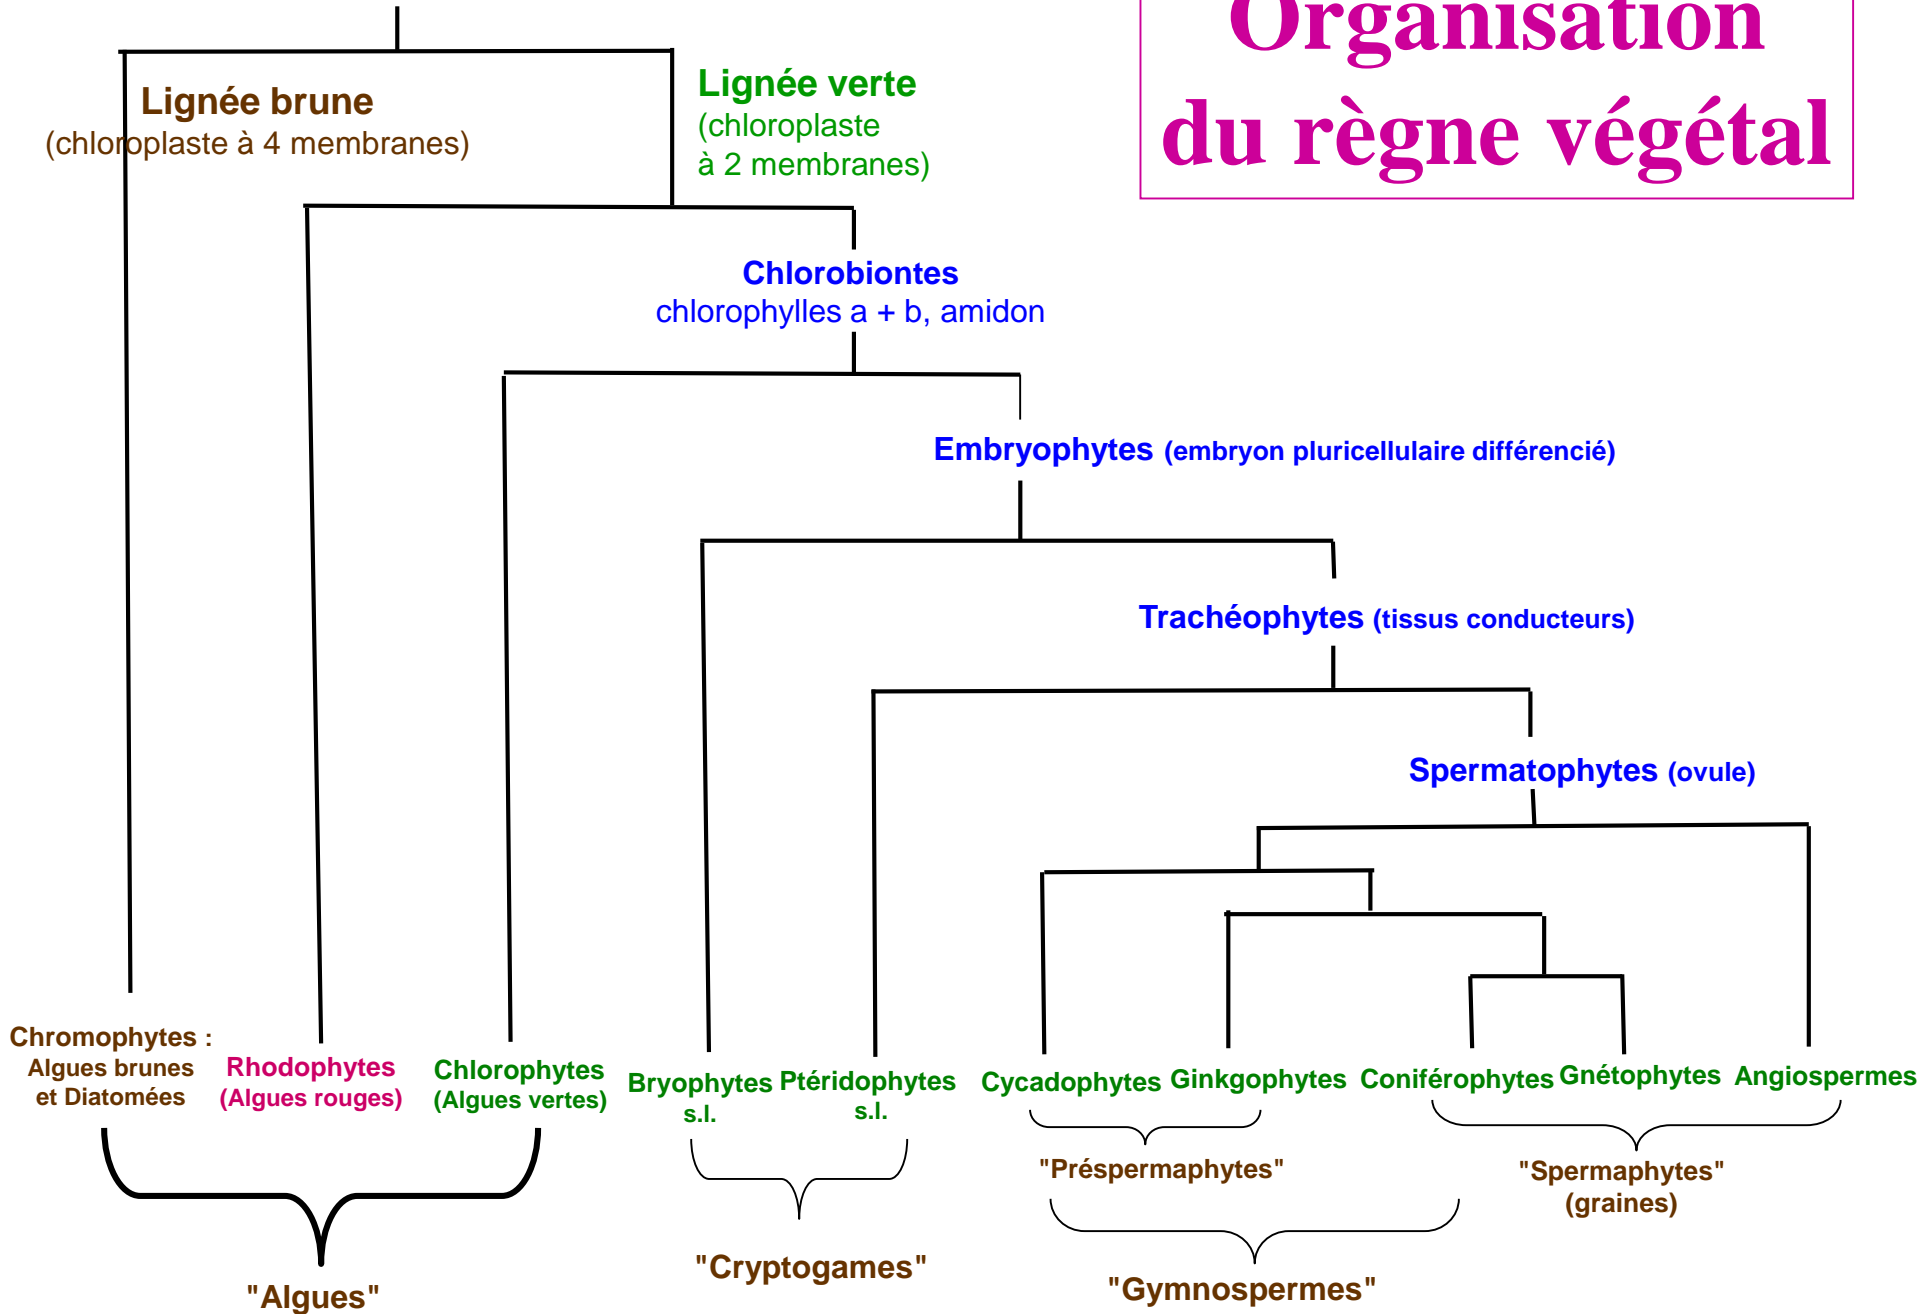 Organisation
du règne végétal
Lignée brune
(chloroplaste à 4 membranes)
Lignée verte
(chloroplaste
à 2 membranes)
Chlorobiontes
chlorophylles a + b, amidon
Embryophytes (embryon pluricellulaire différencié)
Trachéophytes (tissus conducteurs)
Spermatophytes (ovule)
Chromophytes :
Algues brunes
et Diatomées
Rhodophytes
(Algues rouges)
Chlorophytes
(Algues vertes)
Bryophytes
s.l.
Ptéridophytes
s.l.
Cycadophytes
Ginkgophytes
Coniférophytes
Gnétophytes
Angiospermes
"Préspermaphytes"
"Spermaphytes"
(graines)
"Algues"
"Cryptogames"
"Gymnospermes"